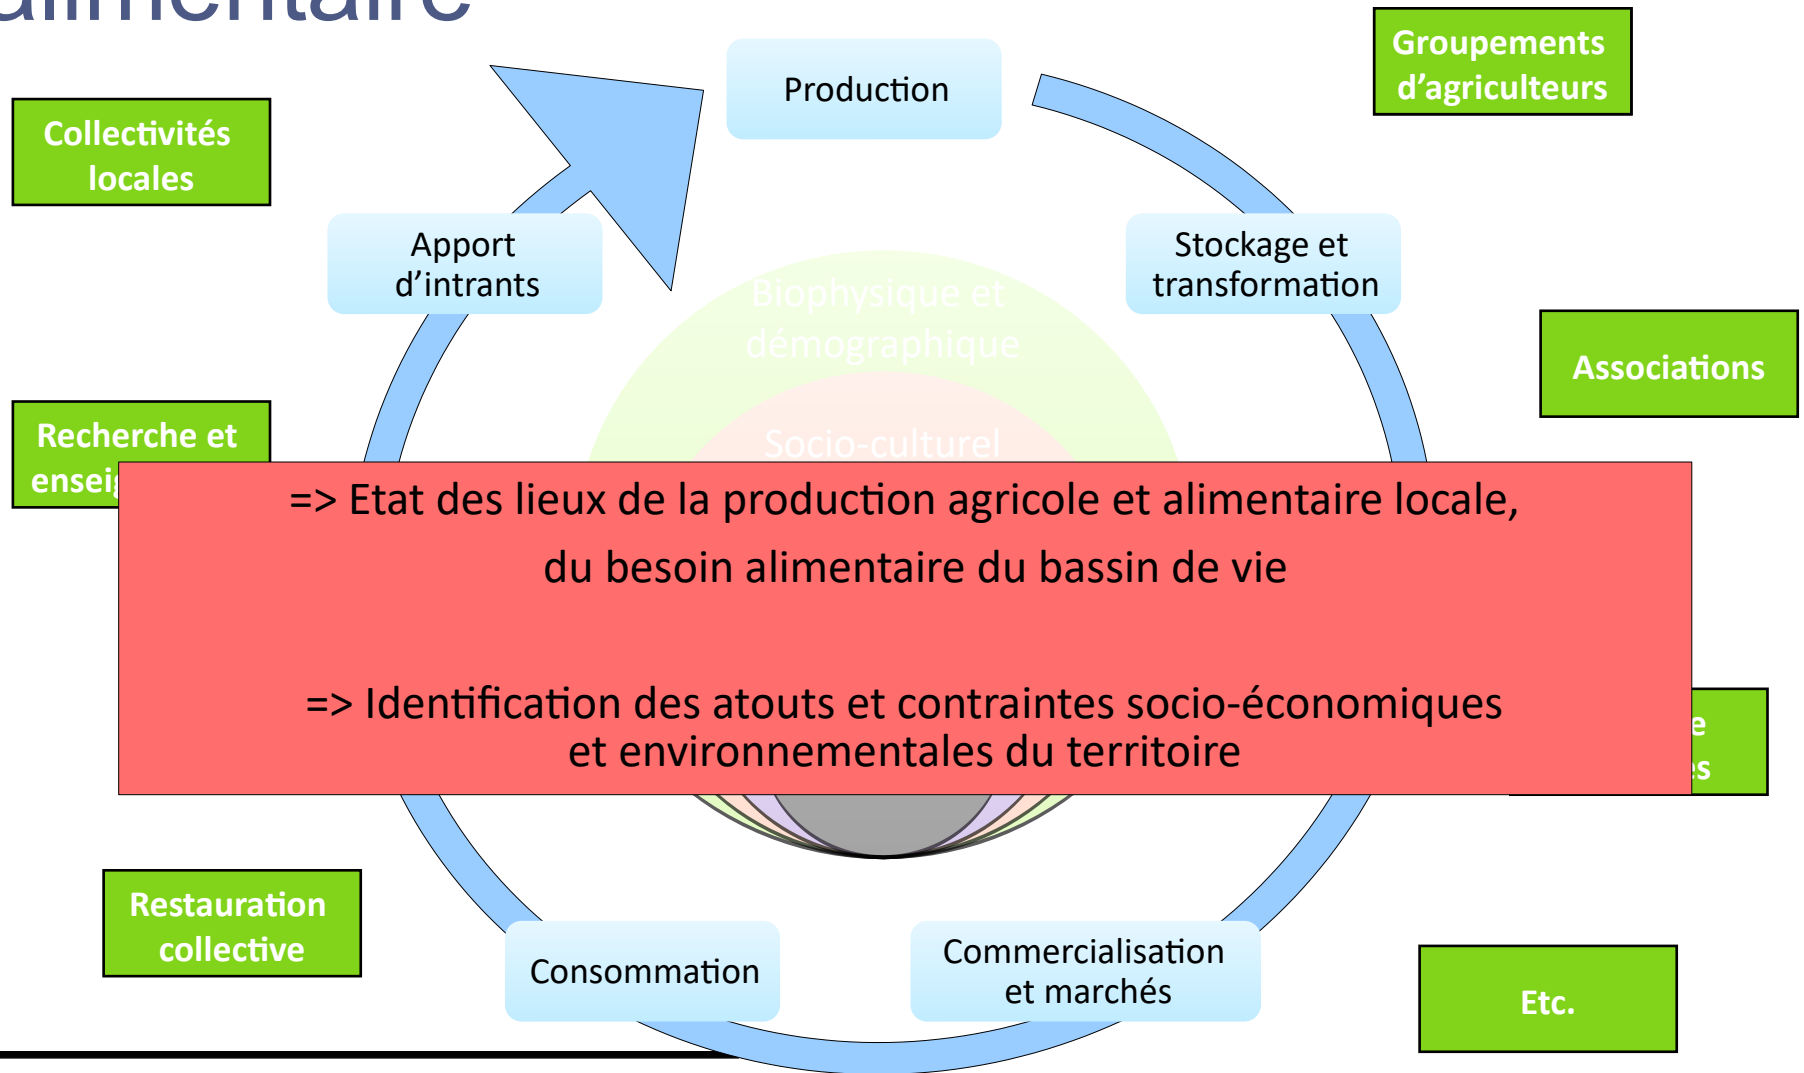 alimentaire
Groupements
d’agriculteurs
Production
Collectivités
locales
Apport
d’intrants
Stockage et
transformation
Biophysique et
démographique
Associations
Socio-culturel
Recherche et
=> Etat des lieux de la production agricole et alimentaire locale,
du besoin alimentaire du bassin de vie
=> Identification des atouts et contraintes socio-économiques
et environnementales du territoire
Restauration
collective
Consommation
Commercialisation
et marchés
Etc.